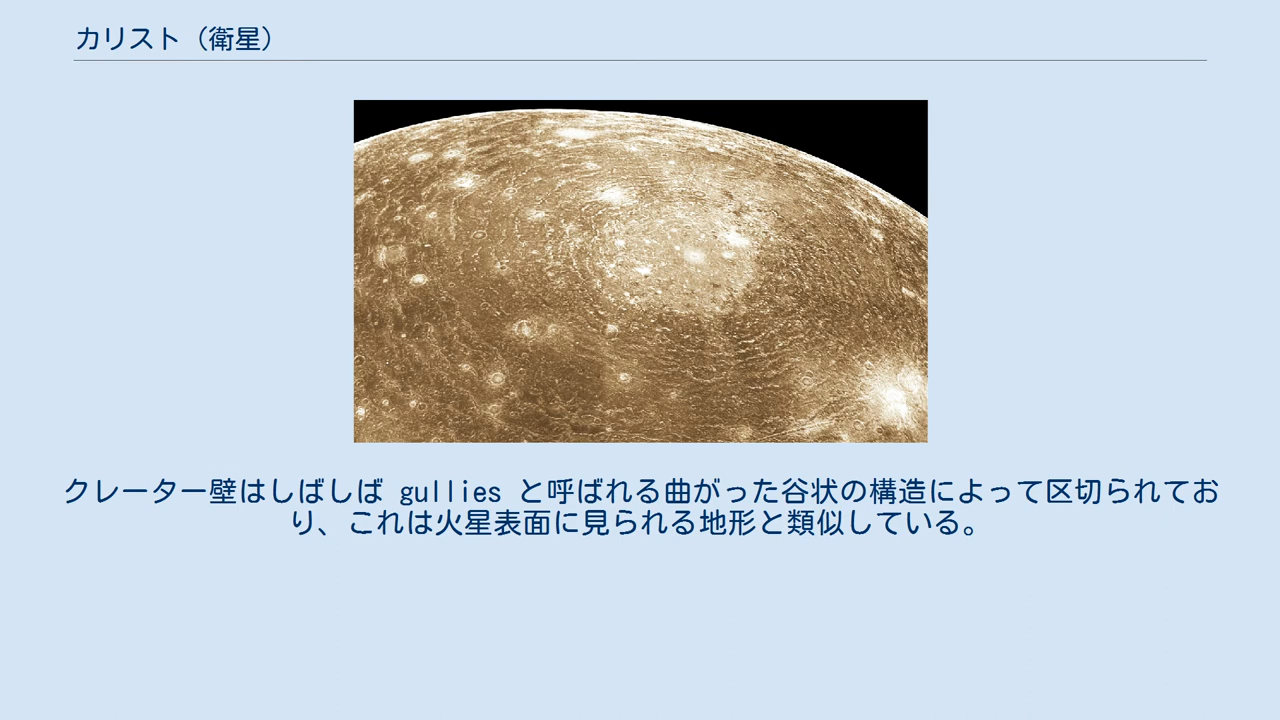 カリスト（衛星）
クレーター壁はしばしば gullies と呼ばれる曲がった谷状の構造によって区切られてお
り、これは火星表面に見られる地形と類似している。